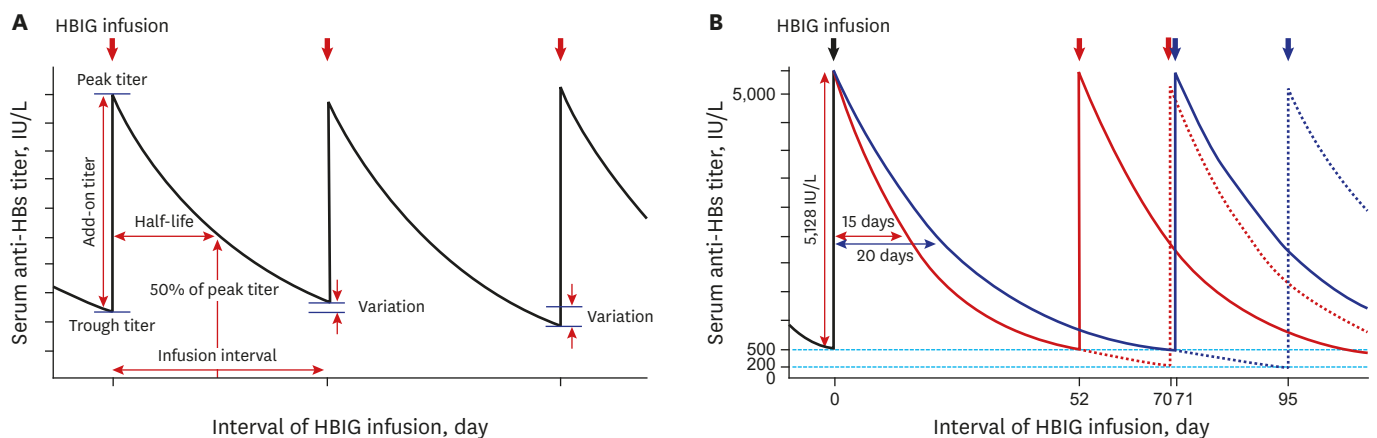 A
HBIG infusion
Serum anti-HBs titer, IU/L
Peak titer
Add-on titer
Half-life
50% of peak titer
Variation
Variation
Trough titer
Infusion interval
Interval of HBIG infusion, day
B
HBIG infusion
Serum anti-HBs titer, IU/L
5,000
5,128 IU/L
15 days
20 days
500
200
0
0
52
70
71
95
Interval of HBIG infusion, day